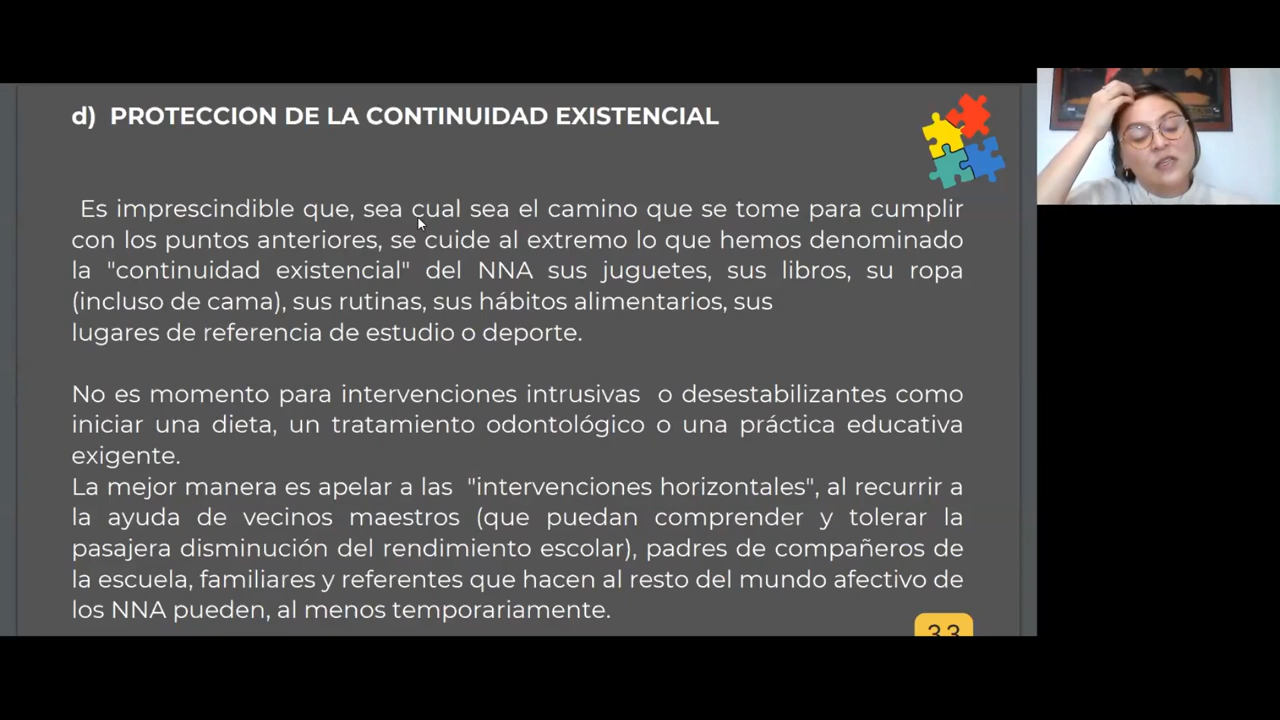 d) PROTECCION DE LA CONTINUIDAD EXISTENCIAL
Es imprescindible que, sea cual sea el camino que se tome para cumplir
con los puntos anteriores, se cuide al extremo lo que hemos denominado
la "continuidad existencial" del NNA sus juguetes, sus libros, su ropa
(incluso de cama), sus rutinas, sus hábitos alimentarios, sus
lugares de referencia de estudio o deporte.
No es momento para intervenciones intrusivas o desestabilizantes como
iniciar una dieta, un tratamiento odontológico o una práctica educativa
exigente.
La mejor manera es apelar a las "intervenciones horizontales", al recurrir a
la ayuda de vecinos maestros (que puedan comprender y tolerar la
pasajera disminución del rendimiento escolar), padres de compañeros de
la escuela, familiares y referentes que hacen al resto del mundo afectivo de
los NNA pueden, al menos temporariamente.
33